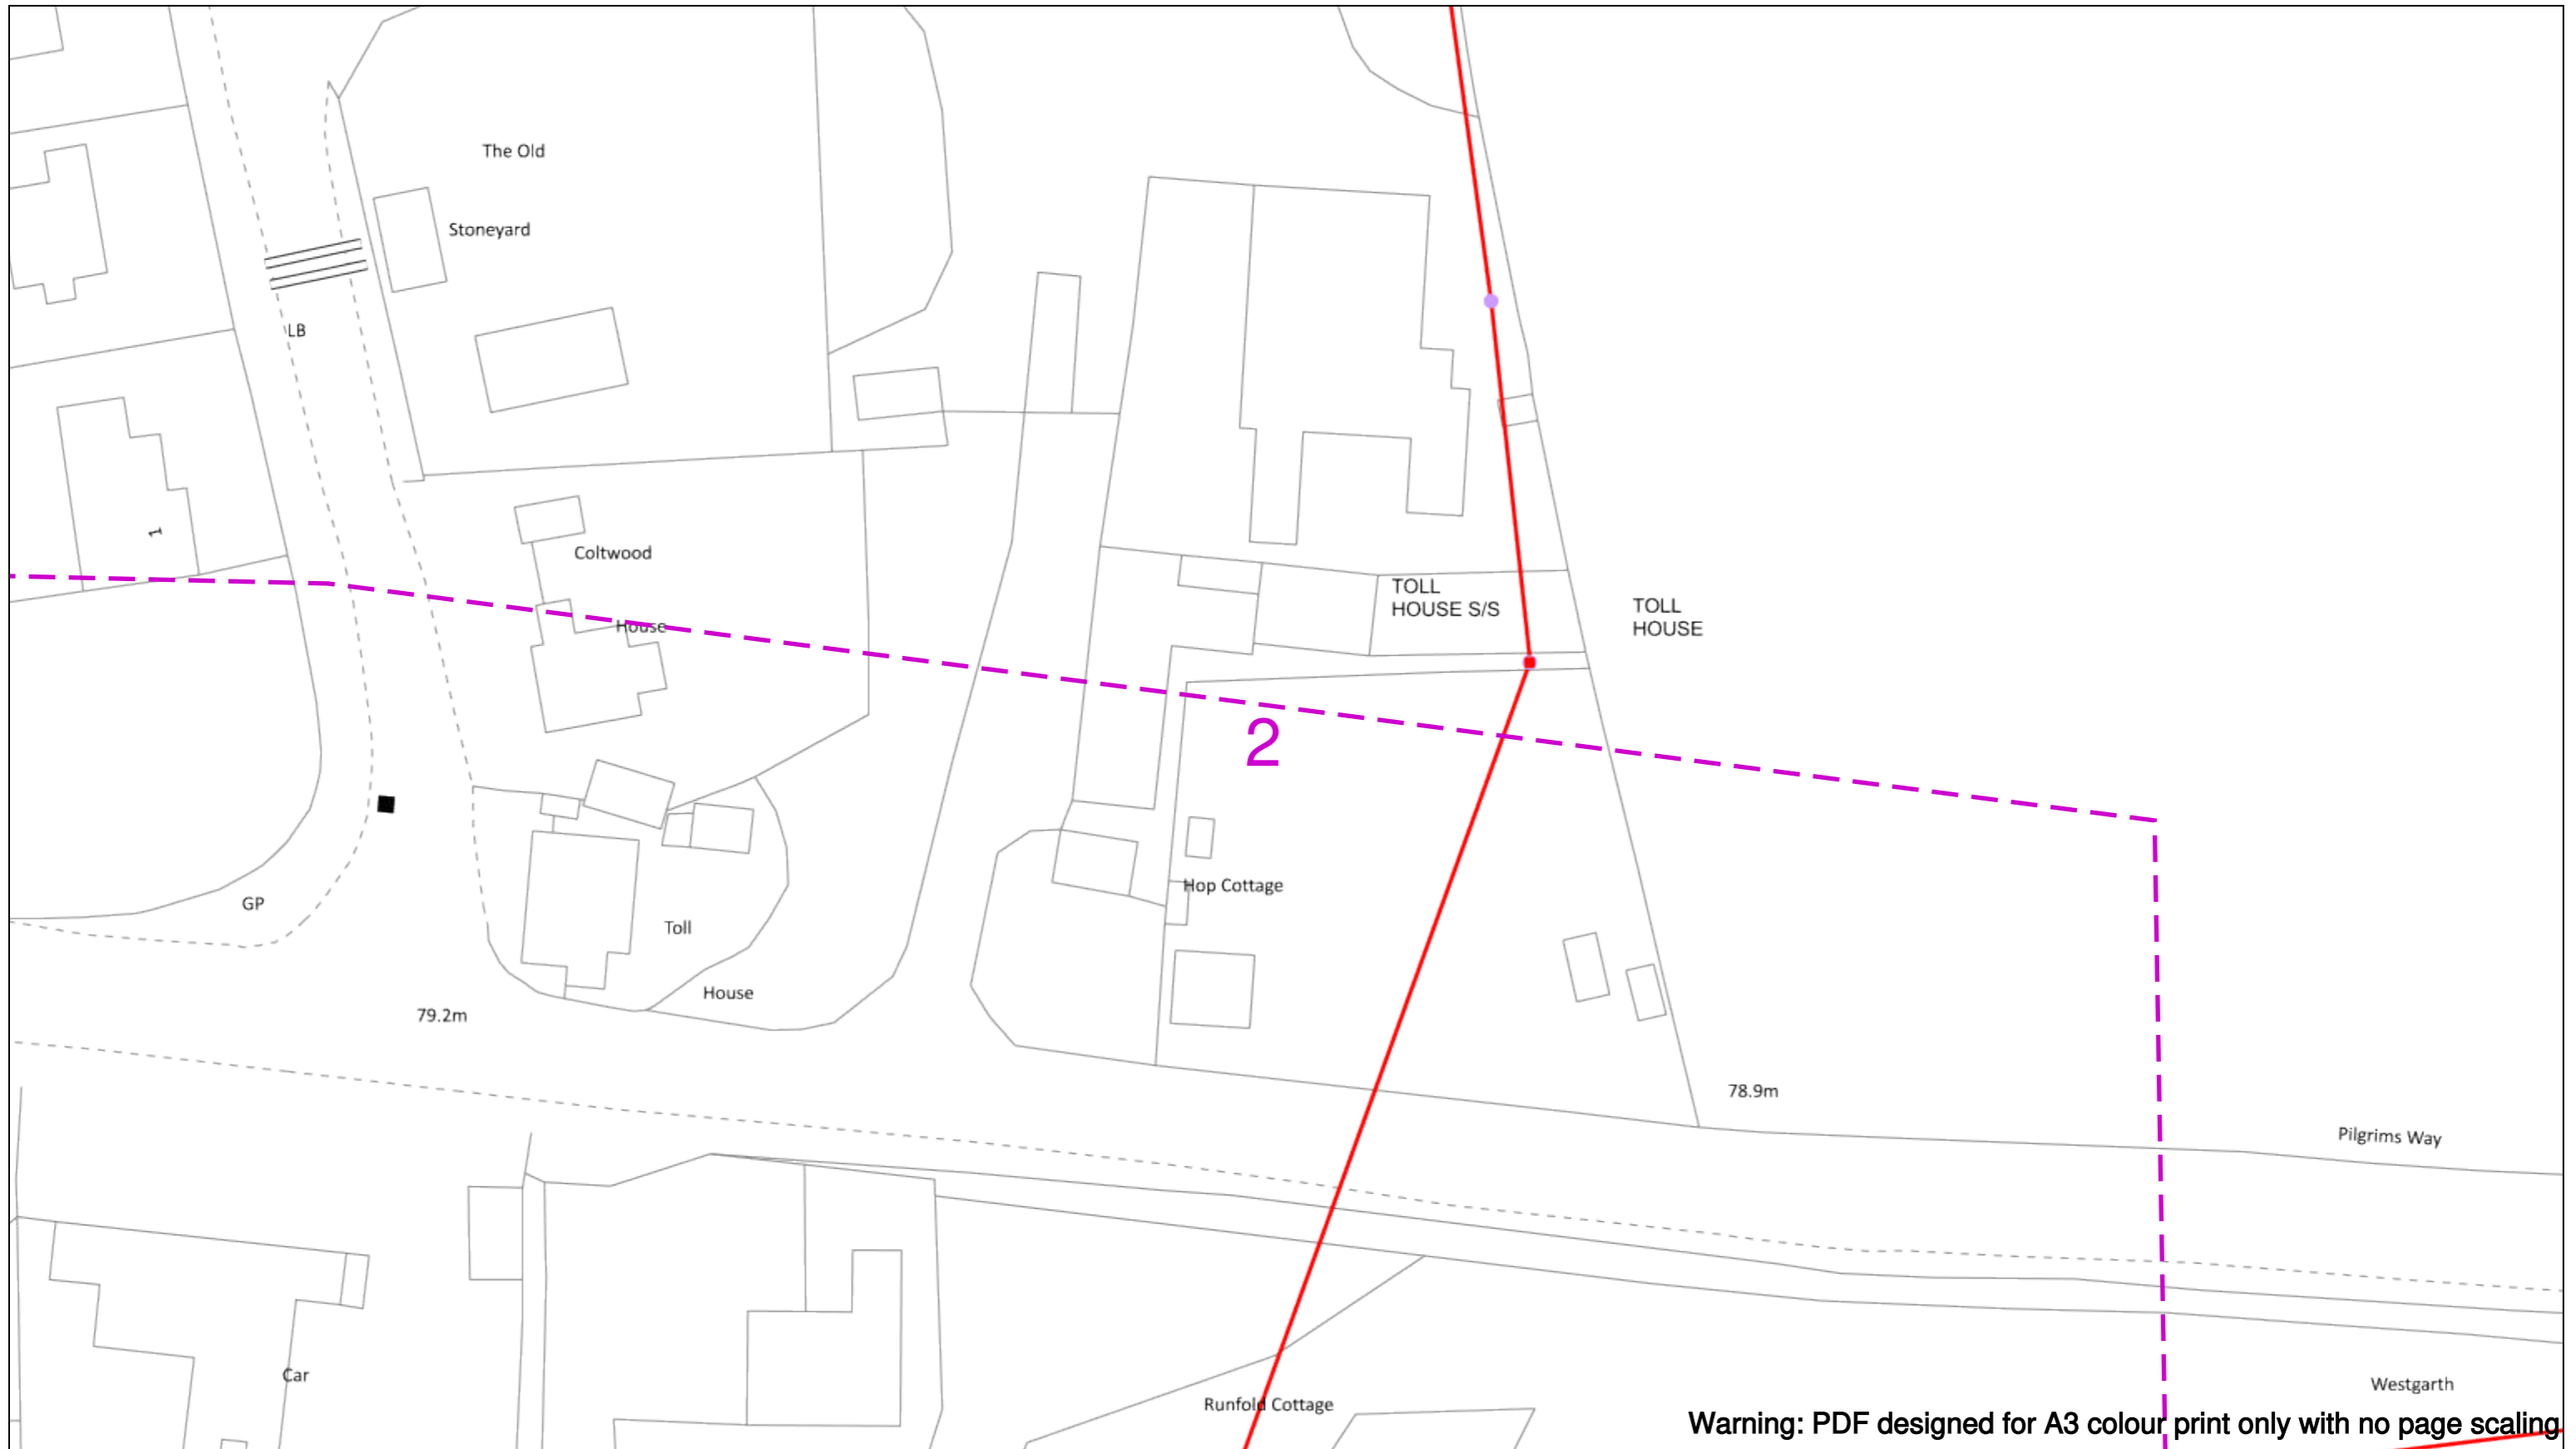 The Old
Stoneyard
LB
1
Coltwood
House
TOLL
HOUSE S/S
TOLL
HOUSE
2
Hop Cottage
GP
Toll
House
79.2m
78.9m
Pilgrims Way
Car
Runfold Cottage
Westgarth
Warning: PDF designed for A3 colour print only with no page scaling